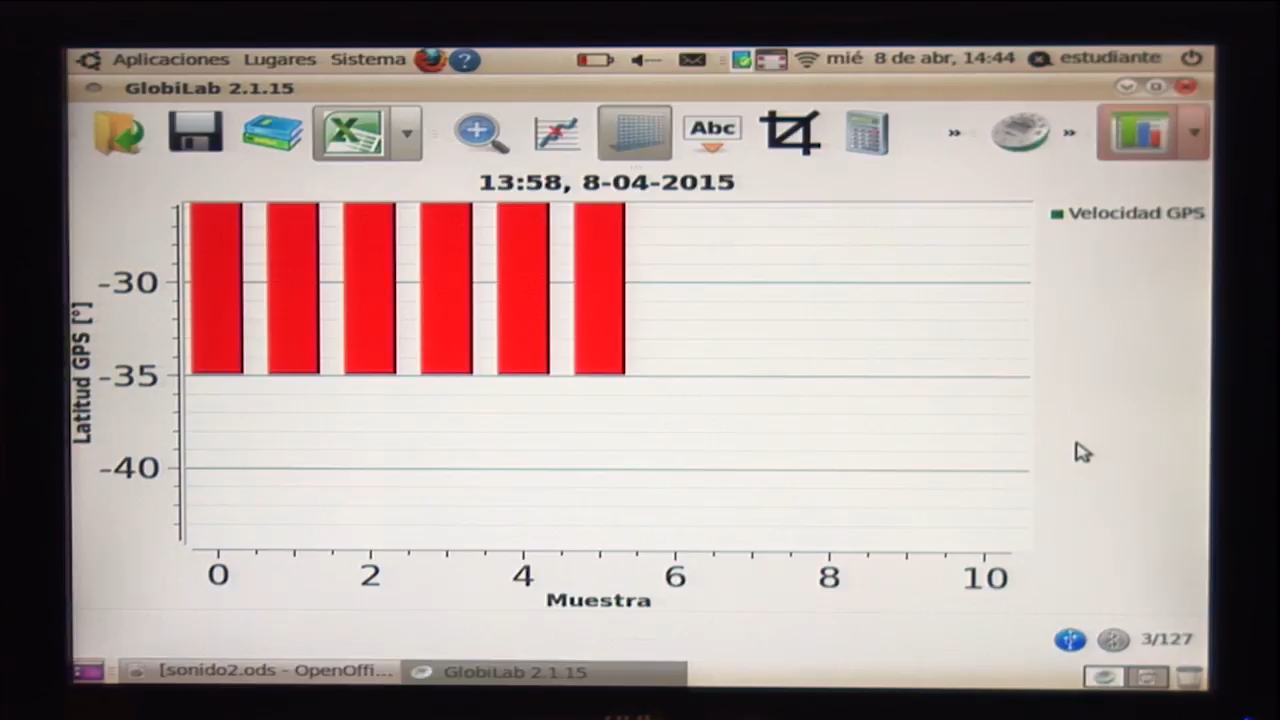 Aplicaciones Lugares Sistema ? mié 8 de abr, 14:44 estudiante
GlobiLab 2.1.15
Abc » »
13:58, 8-04-2015
Velocidad GPS
Latitud GPS [°]
-30
-35
-40
0 2 4 6 8 10
Muestra
3/127
[sonido2.ods - OpenOffi... GlobiLab 2.1.15